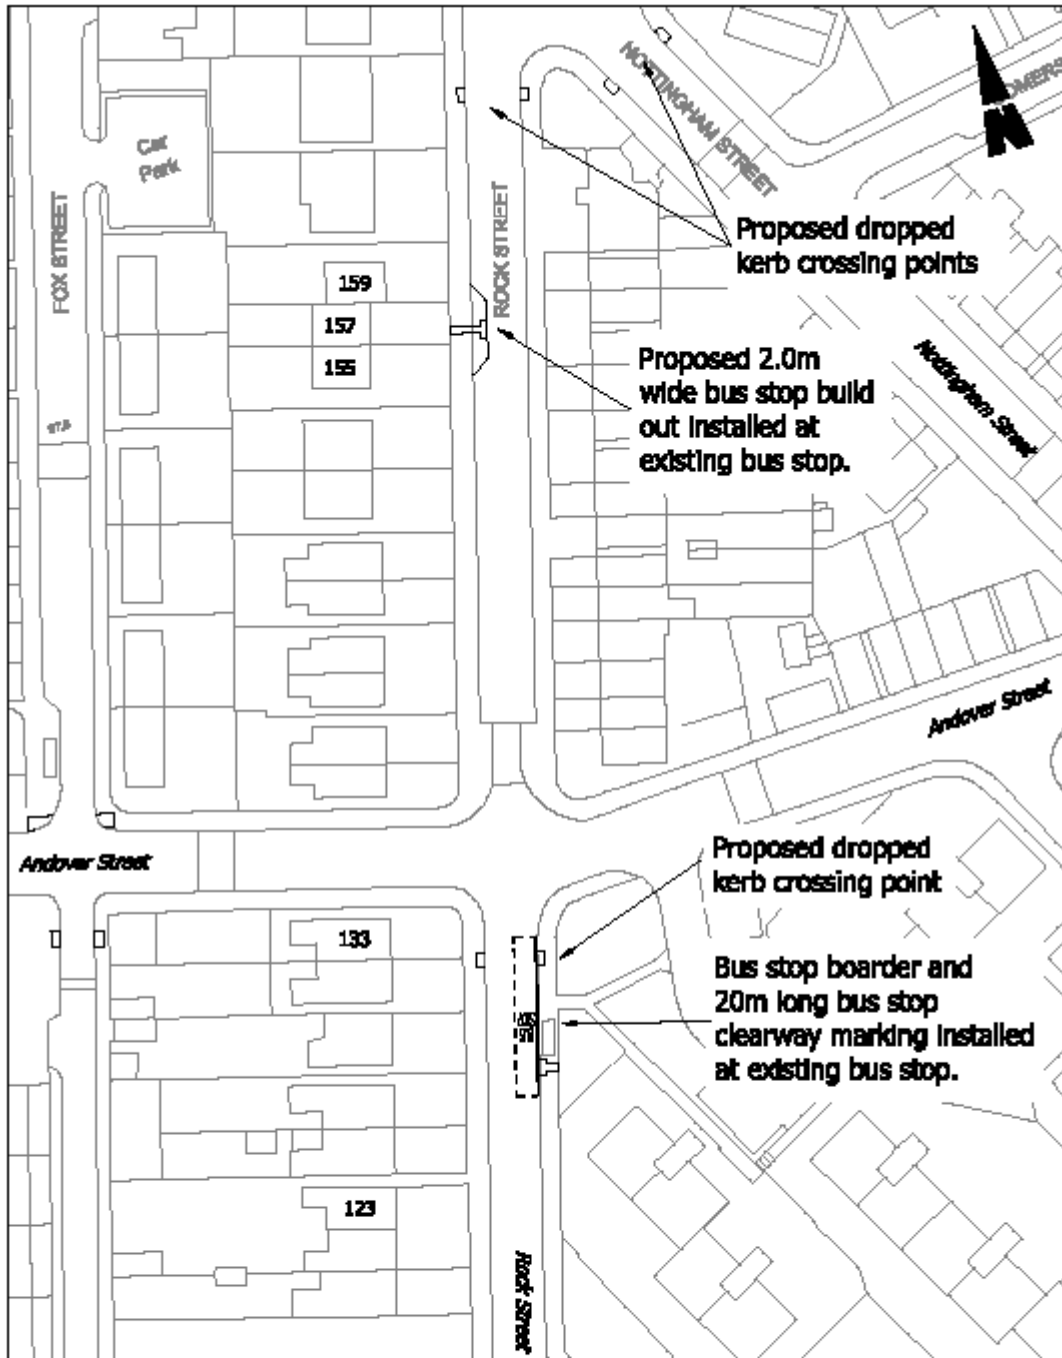 NOTTINGHAM STREET
SOMERS
Car
Park
FOX STREET
ROCK STREET
Proposed dropped
kerb crossing points
159
157
155
Proposed 2.0m
wide bus stop build
out installed at
existing bus stop.
Nottingham Street
Andover Street
Andover Street
Proposed dropped
kerb crossing point
133
Bus stop boarder and
20m long bus stop
clearway marking installed
at existing bus stop.
123
Rock Street